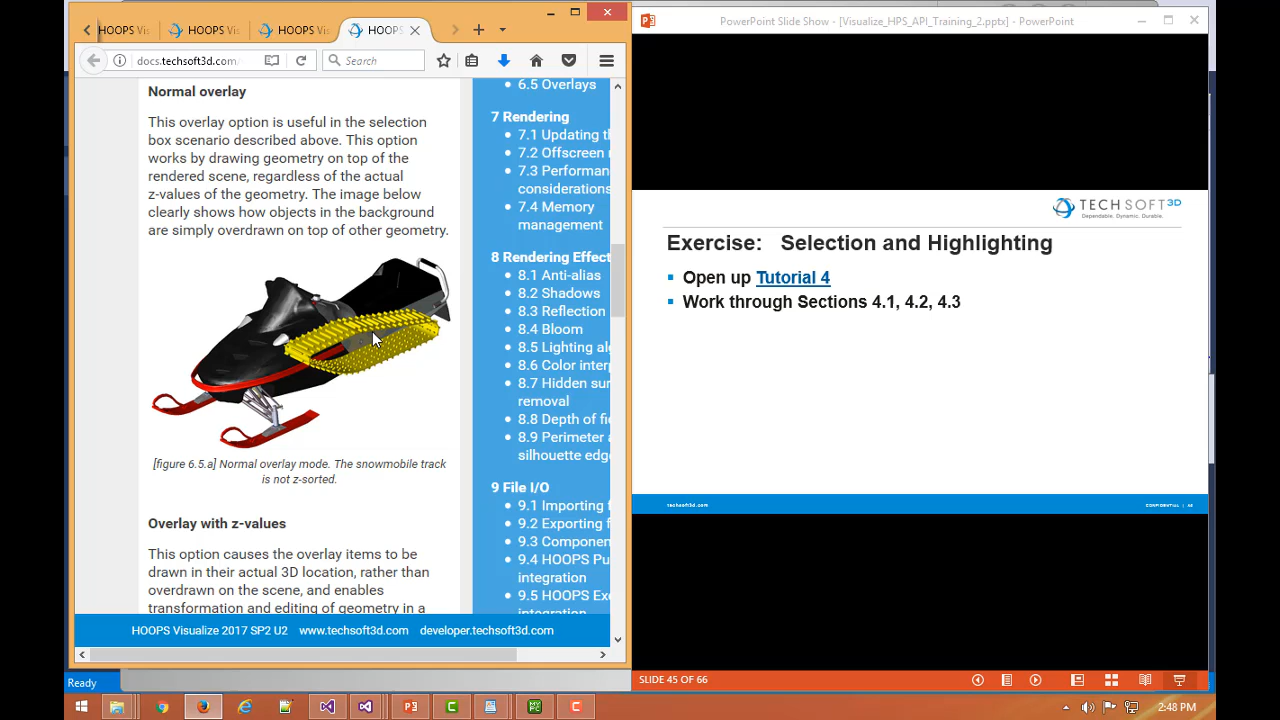 HOOPS Vis
HOOPS Vis
HOOPS Vis
HOOPS
docs.techsoft3d.com/
Search
Normal overlay
This overlay option is useful in the selection
box scenario described above. This option
works by drawing geometry on top of the
rendered scene, regardless of the actual
z-values of the geometry. The image below
clearly shows how objects in the background
are simply overdrawn on top of other geometry.
[figure 6.5.a] Normal overlay mode. The snowmobile track
is not z-sorted.
Overlay with z-values
This option causes the overlay items to be
drawn in their actual 3D location, rather than
overdrawn on the scene, and enables
transformation and editing of geometry in a
6.5 Overlays
7 Rendering
7.1 Updating th
7.2 Offscreen r
7.3 Performan
considerations
7.4 Memory
management
8 Rendering Effect
8.1 Anti-alias
8.2 Shadows
8.3 Reflection
8.4 Bloom
8.5 Lighting alg
8.6 Color inter
8.7 Hidden sur
removal
8.8 Depth of fi
8.9 Perimeter a
silhouette edg
9 File I/O
9.1 Importing f
9.2 Exporting f
9.3 Componen
9.4 HOOPS Pu
integration
9.5 HOOPS Exc
integration
HOOPS Visualize 2017 SP2 U2 www.techsoft3d.com developer.techsoft3d.com
Ready
PowerPoint Slide Show - [Visualize_HPS_API_Training_2.pptx] - PowerPoint
TECH SOFT 3D
Dependable. Dynamic. Durable.
Exercise: Selection and Highlighting
Open up Tutorial 4
Work through Sections 4.1, 4.2, 4.3
techsoft3d.com
CONFIDENTIAL
SLIDE 45 OF 66
2:48 PM